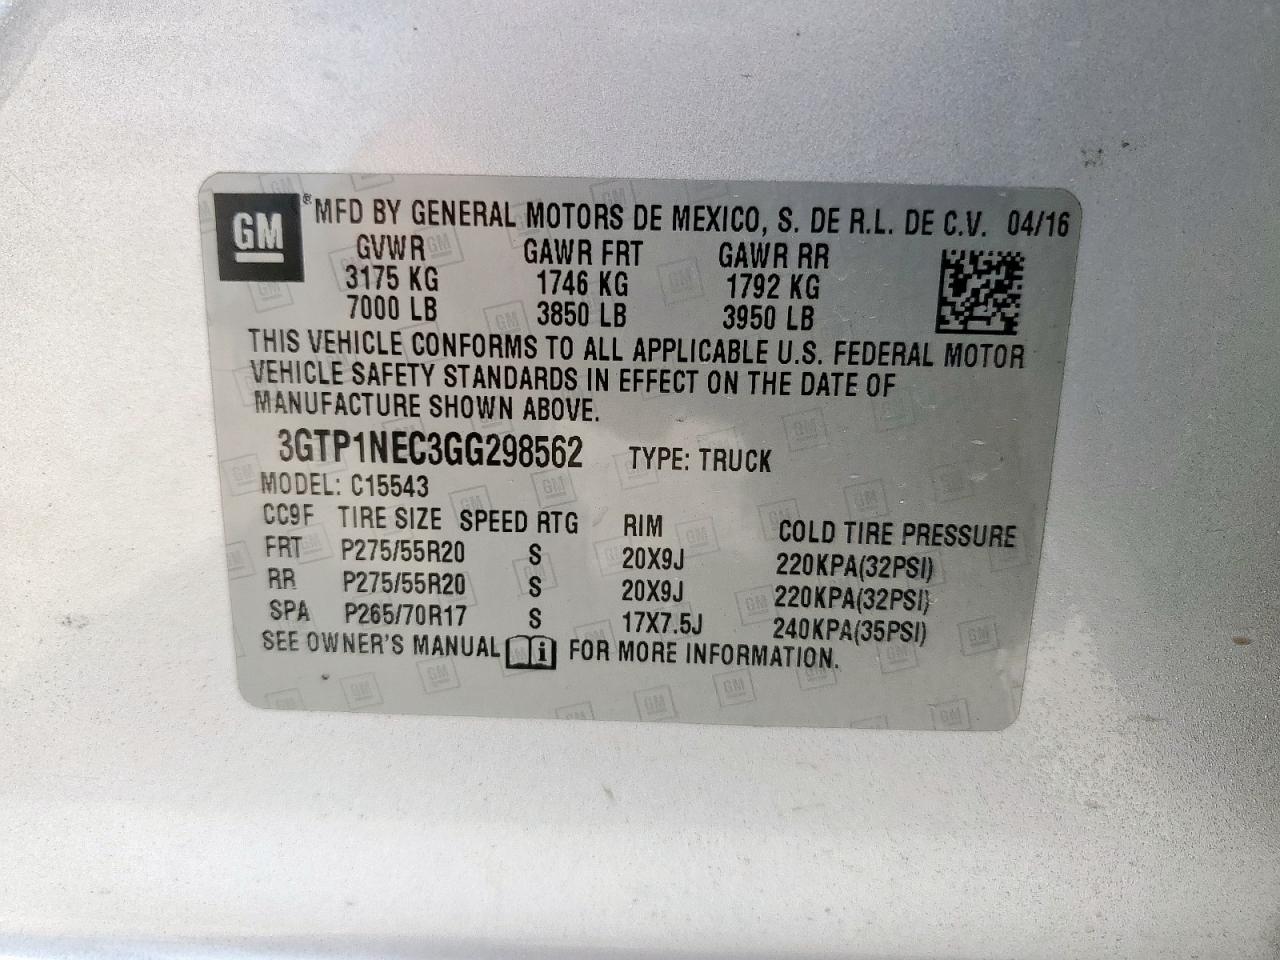 GM ® MFD BY GENERAL MOTORS DE MEXICO, S. DE R.L. DE C.V. 04/16
GVWR GAWR FRT GAWR RR
3175 KG 1746 KG 1792 KG
7000 LB 3850 LB 3950 LB
THIS VEHICLE CONFORMS TO ALL APPLICABLE U.S. FEDERAL MOTOR
VEHICLE SAFETY STANDARDS IN EFFECT ON THE DATE OF
MANUFACTURE SHOWN ABOVE.
3GTP1NEC3GG298562 TYPE: TRUCK
MODEL: C15543
CC9F TIRE SIZE SPEED RTG RIM COLD TIRE PRESSURE
FRT P275/55R20 S 20X9J 220KPA(32PSI)
RR P275/55R20 S 20X9J 220KPA(32PSI)
SPA P265/70R17 S 17X7.5J 240KPA(35PSI)
SEE OWNER'S MANUAL i FOR MORE INFORMATION.